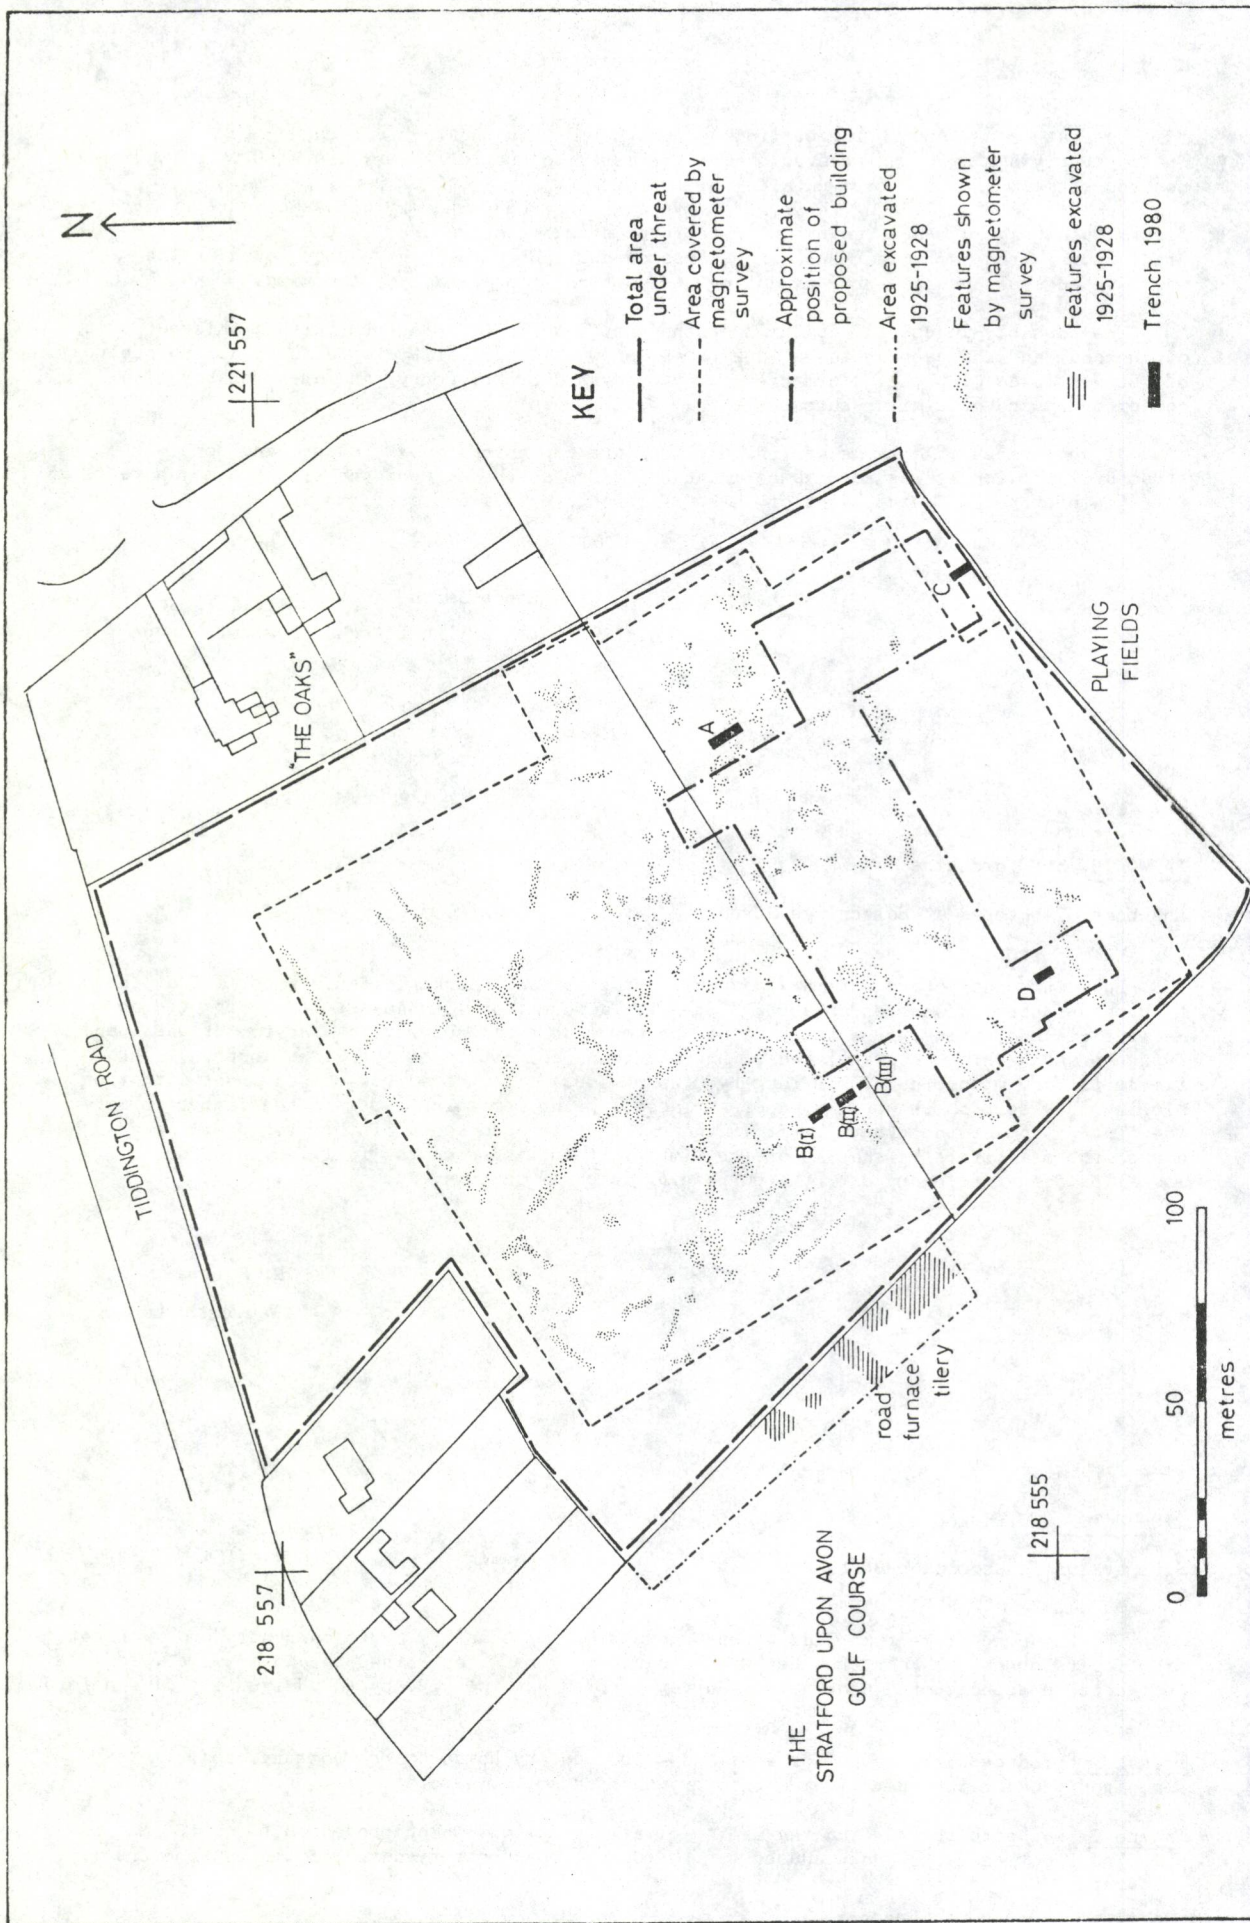 N
221 557
TIDDINGTON ROAD
"THE OAKS"
218 557
KEY
Total area
under threat
Area covered by
magnetometer
survey
Approximate
position of
proposed building
Area excavated
1925-1928
Features shown
by magnetometer
survey
Features excavated
1925-1928
Trench 1980
A
B(I)
B(II)
B(III)
C
D
PLAYING
FIELDS
road
furnace
tilery
THE
STRATFORD UPON AVON
GOLF COURSE
218 555
0 50 100
metres